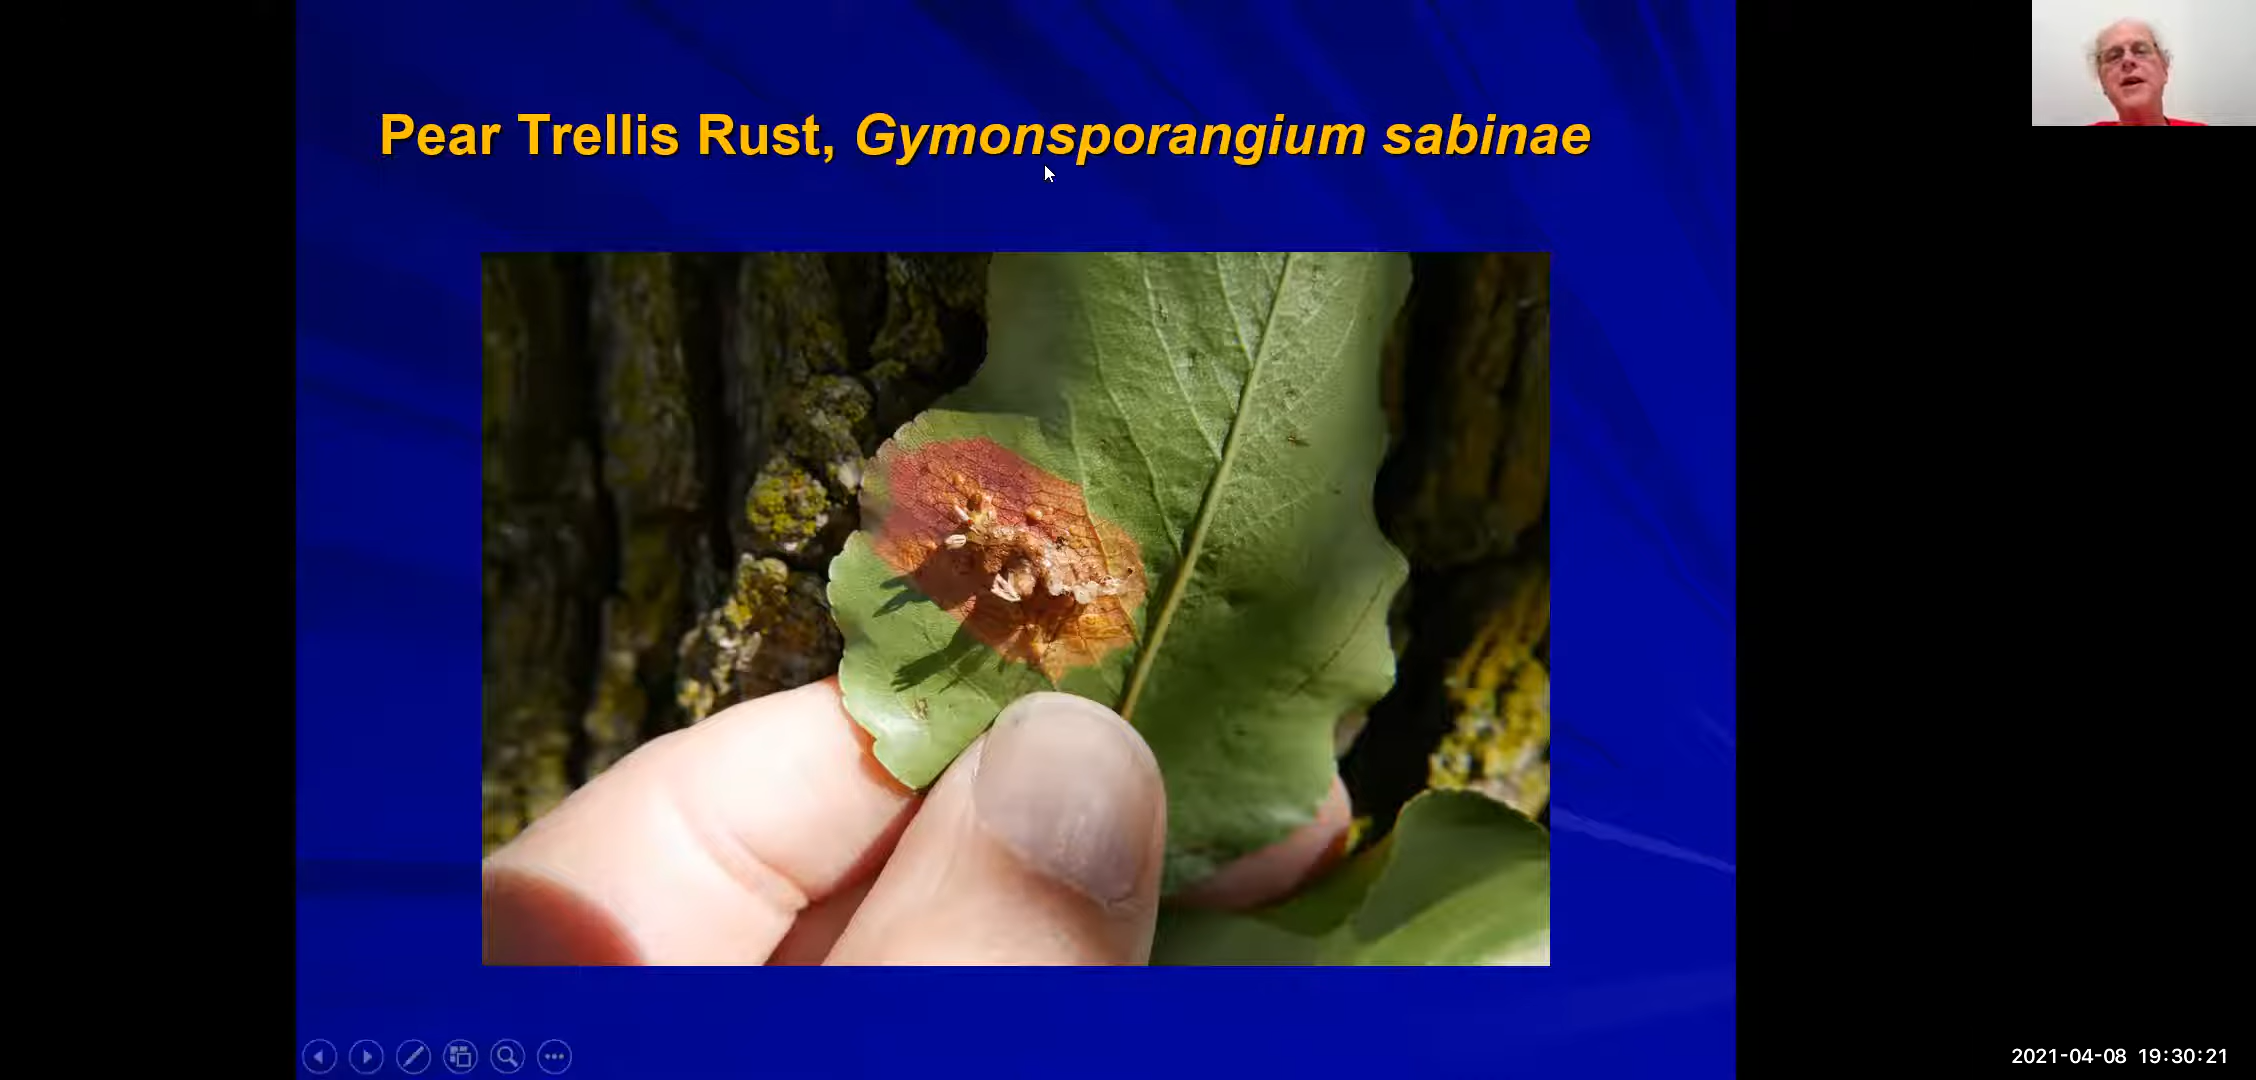 Pear Trellis Rust, Gymonsporangium sabinae
2021-04-08 19:30:21